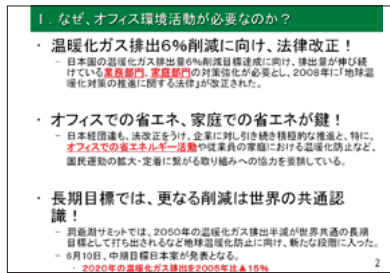 Ⅰ．なぜ、オフィス環境活動が必要なのか？
・ 温暖化ガス排出6％削減に向け、法律改正！
－ 日本国の温暖化ガス排出量6％削減目標達成に向け、排出量が伸び続
けている業務部門、家庭部門の対策強化が必要とし、2008年に「地球温
暖化対策の推進に関する法律」が改正された。
・ オフィスでの省エネ、家庭での省エネが鍵！
－ 日本経団連も、法改正をうけ、企業に対し引き続き積極的な推進と、特に、
オフィスでの省エネルギー活動や従業員の家庭における温暖化防止など、
国民運動の拡大・定着に繋がる取り組みへの協力を要請している。
・ 長期目標では、更なる削減は世界の共通認
識！
－ 洞爺湖サミットでは、2050年の温暖化ガス排出半減が世界共通の長期
目標として打ち出されるなど地球温暖化防止に向け、新たな段階に入った。
－ 6月10日、中期目標日本案が発表となる。
・ 2020年の温暖化ガス排出を2005年比▲15％
2